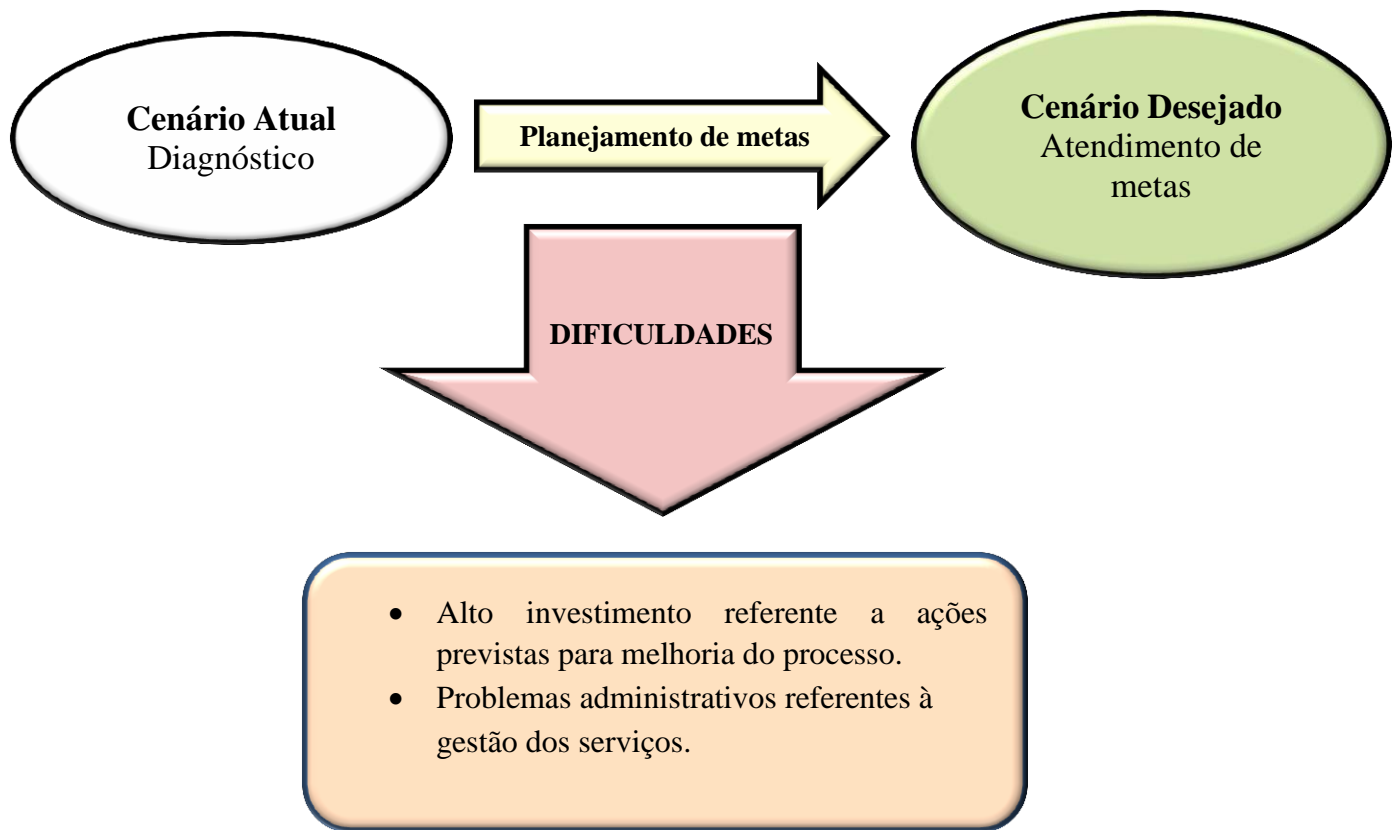 Cenário Atual
Diagnóstico
Planejamento de metas
Cenário Desejado
Atendimento de
metas
DIFICULDADES
• Alto investimento referente a ações
previstas para melhoria do processo.
• Problemas administrativos referentes à
gestão dos serviços.